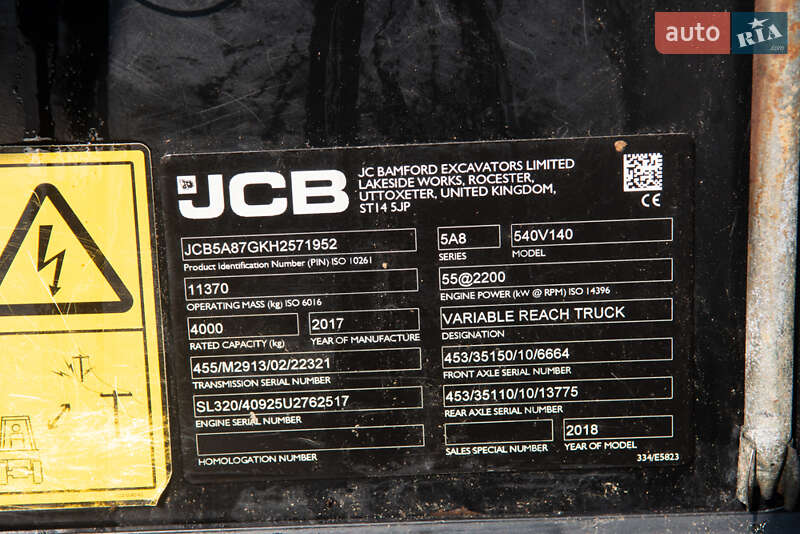 auto RIA .com
JCB
JC BAMFORD EXCAVATORS LIMITED
LAKESIDE WORKS, ROCESTER,
UTTOXETER, UNITED KINGDOM,
ST14 5JP
CE
JCB5A87GKH2571952
Product Identification Number (PIN) ISO 10261
5A8
SERIES
540V140
MODEL
11370
OPERATING MASS (kg) ISO 6016
55@2200
ENGINE POWER (kW @ RPM) ISO 14396
4000
RATED CAPACITY (kg)
2017
YEAR OF MANUFACTURE
VARIABLE REACH TRUCK
DESIGNATION
455/M2913/02/22321
TRANSMISSION SERIAL NUMBER
453/35150/10/6664
FRONT AXLE SERIAL NUMBER
SL320/40925U2762517
ENGINE SERIAL NUMBER
453/35110/10/13775
REAR AXLE SERIAL NUMBER
HOMOLOGATION NUMBER
SALES SPECIAL NUMBER
2018
YEAR OF MODEL
334/E5823